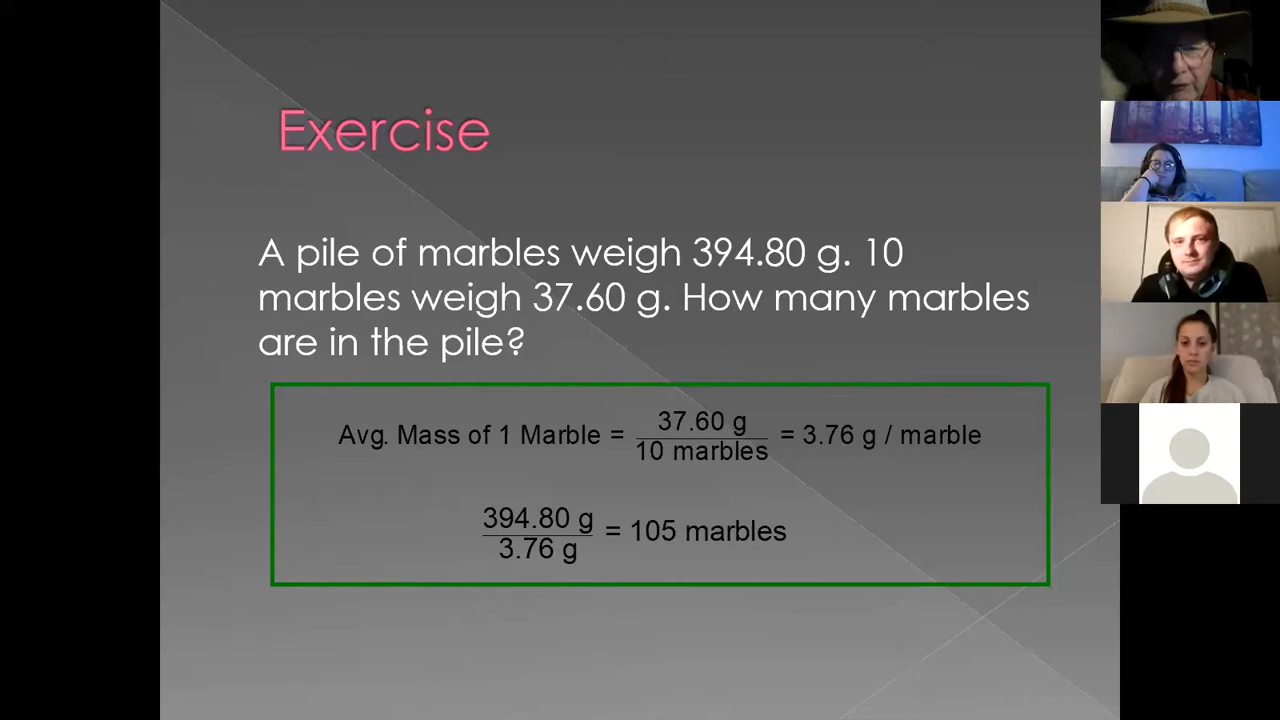 Exercise
A pile of marbles weigh 394.80 g. 10
marbles weigh 37.60 g. How many marbles
are in the pile?
Avg. Mass of 1 Marble = 37.60 g / 10 marbles = 3.76 g / marble
394.80 g / 3.76 g = 105 marbles